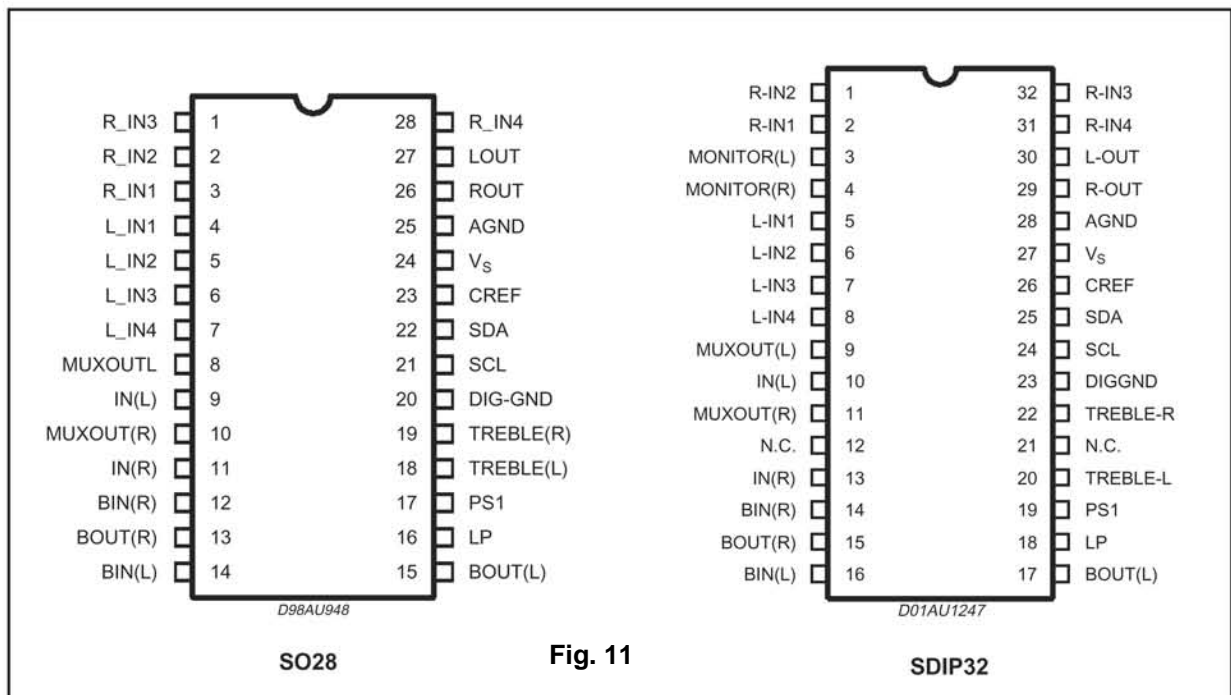 R_IN3 1 28 R_IN4
R_IN2 2 27 LOUT
R_IN1 3 26 ROUT
L_IN1 4 25 AGND
L_IN2 5 24 VS
L_IN3 6 23 CREF
L_IN4 7 22 SDA
MUXOUTL 8 21 SCL
IN(L) 9 20 DIG-GND
MUXOUT(R) 10 19 TREBLE(R)
IN(R) 11 18 TREBLE(L)
BIN(R) 12 17 PS1
BOUT(R) 13 16 LP
BIN(L) 14 15 BOUT(L)
D98AU948
SO28
R-IN2 1 32 R-IN3
R-IN1 2 31 R-IN4
MONITOR(L) 3 30 L-OUT
MONITOR(R) 4 29 R-OUT
L-IN1 5 28 AGND
L-IN2 6 27 VS
L-IN3 7 26 CREF
L-IN4 8 25 SDA
MUXOUT(L) 9 24 SCL
IN(L) 10 23 DIGGND
MUXOUT(R) 11 22 TREBLE-R
N.C. 12 21 N.C.
IN(R) 13 20 TREBLE-L
BIN(R) 14 19 PS1
BOUT(R) 15 18 LP
BIN(L) 16 17 BOUT(L)
D01AU1247
SDIP32
Fig. 11